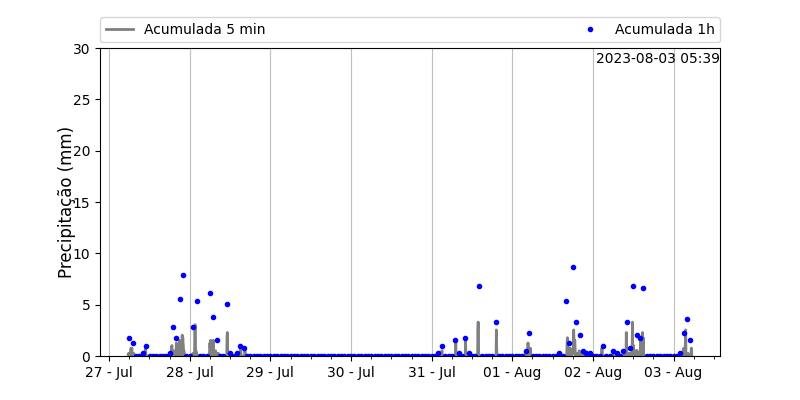 Acumulada 5 min
Acumulada 1h
2023-08-03 05:39
Precipitação (mm)
30
25
20
15
10
5
0
27 - Jul 28 - Jul 29 - Jul 30 - Jul 31 - Jul 01 - Aug 02 - Aug 03 - Aug